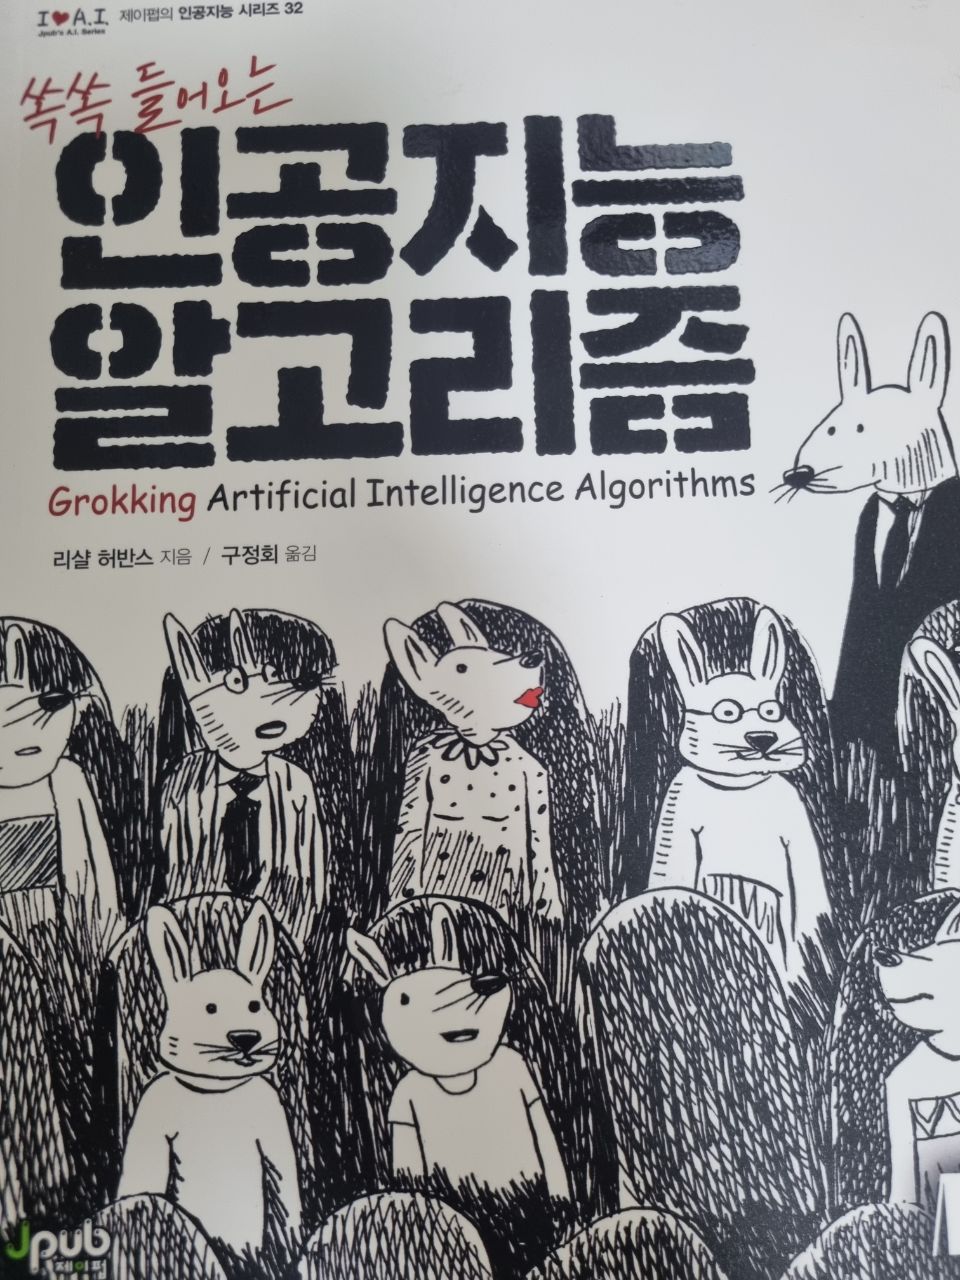 I ♥ A.I. 제이펍의 인공지능 시리즈 32
Jpub's A.I. Series
쏙쏙 들어오는
인공지능
알고리즘
Grokking Artificial Intelligence Algorithms
리샬 허반스 지음 / 구정회 옮김
Jpub
제이펍